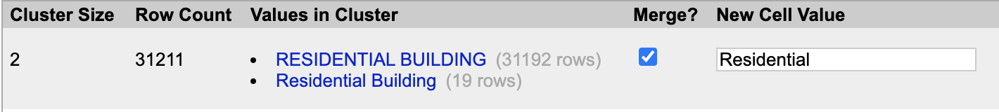 Cluster Size Row Count Values in Cluster Merge? New Cell Value
2 31211 • RESIDENTIAL BUILDING (31192 rows) Residential
• Residential Building (19 rows)